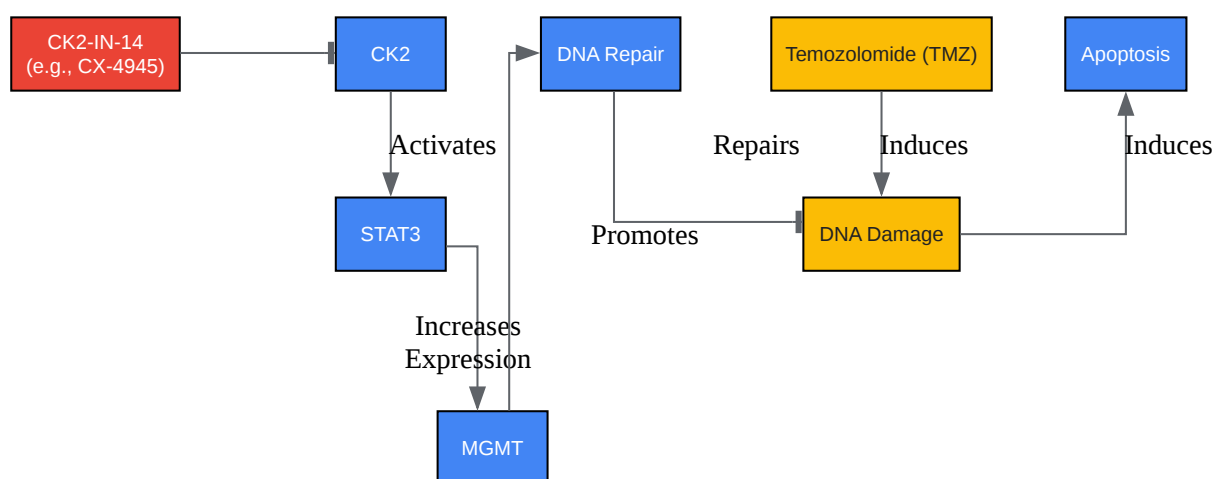 CK2-IN-14
(e.g., CX-4945)
CK2
DNA Repair
Temozolomide (TMZ)
Apoptosis
Activates
Repairs
Induces
Induces
STAT3
Promotes
DNA Damage
Increases
Expression
MGMT